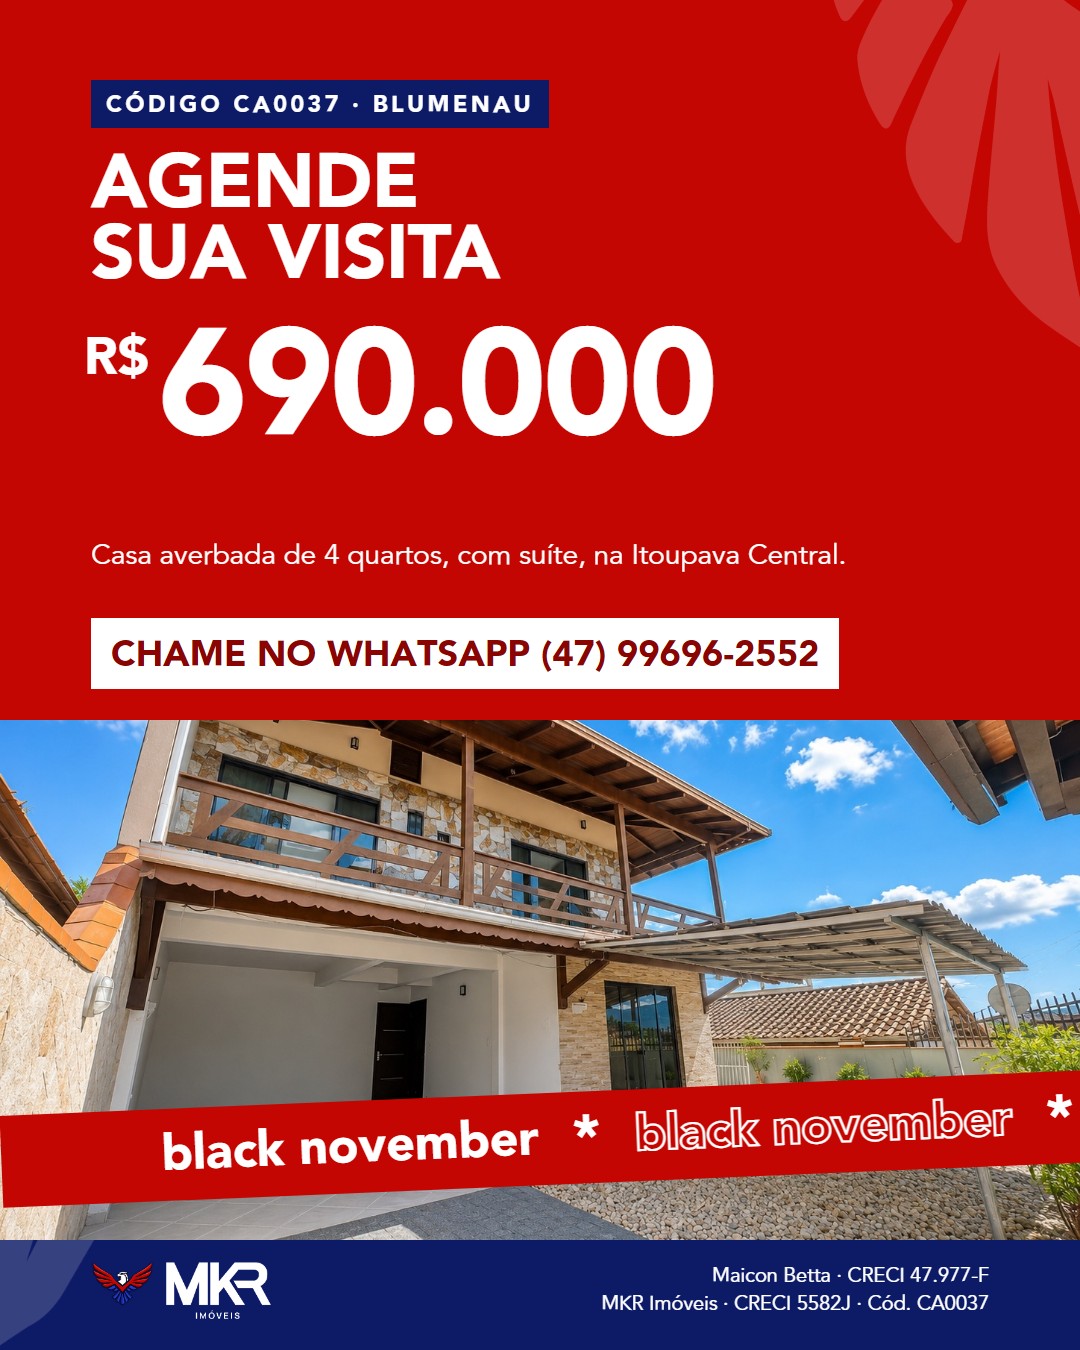 CÓDIGO CA0037 · BLUMENAU
AGENDE
SUA VISITA
R$ 690.000
Casa averbada de 4 quartos, com suíte, na Itoupava Central.
CHAME NO WHATSAPP (47) 99696-2552
black november * black november *
MKR
IMÓVEIS
Maicon Betta · CRECI 47.977-F
MKR Imóveis · CRECI 5582J · Cód. CA0037